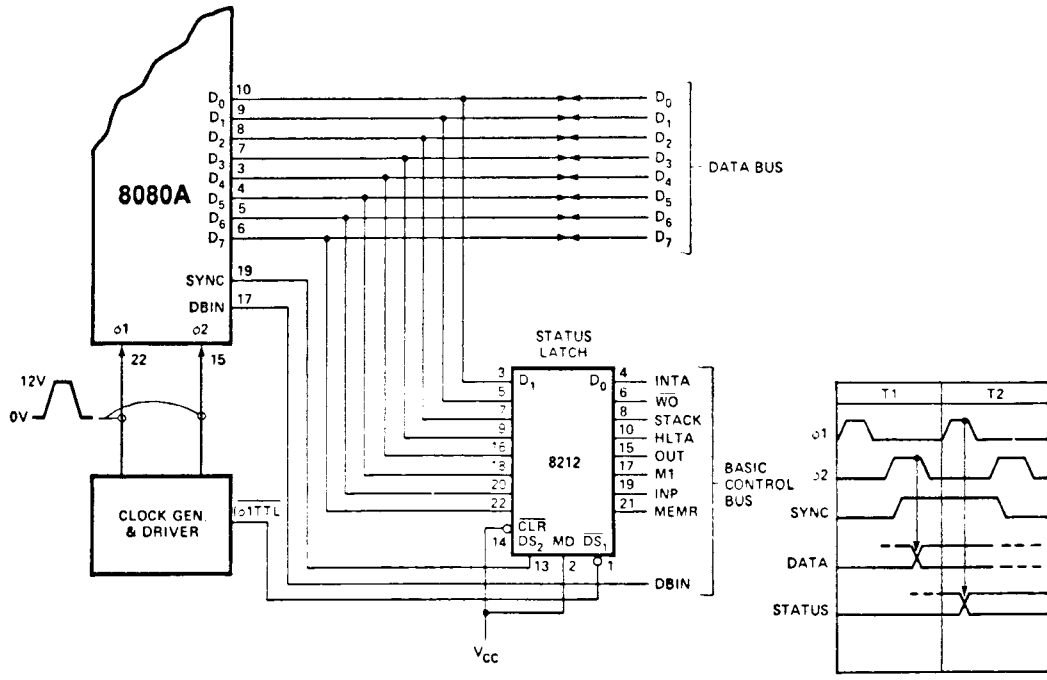 8080A
10 D0
9 D1
8 D2
7 D3
3 D4
4 D5
5 D6
6 D7
SYNC 19
DBIN 17
φ1 φ2
22 15
D0
D1
D2
D3
D4
D5
D6
D7
DATA BUS
12V
0V
CLOCK GEN.
& DRIVER
(φ1TTL
STATUS
LATCH
3 D1 D0 4 INTA
5 6 WO
7 8 STACK
9 10 HLTA
16 15 OUT
18 17 M1
20 19 INP
22 21 MEMR
8212
CLR
14 DS2 MD DS1
13 2 1
DBIN
BASIC
CONTROL
BUS
VCC
T1 T2
φ1
φ2
SYNC
DATA
STATUS